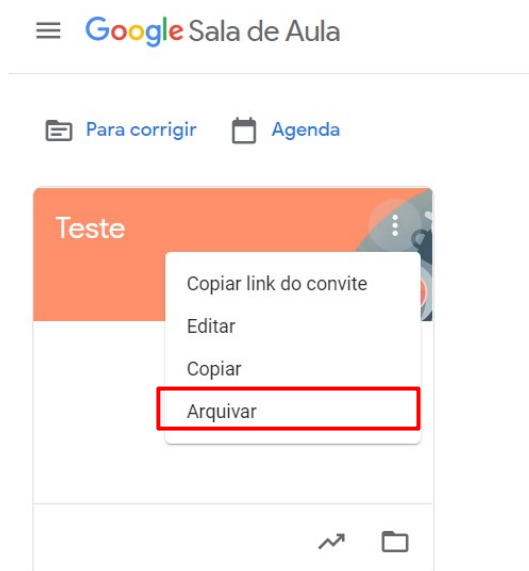 Google Sala de Aula
Para corrigir Agenda
Teste
Copiar link do convite
Editar
Copiar
Arquivar